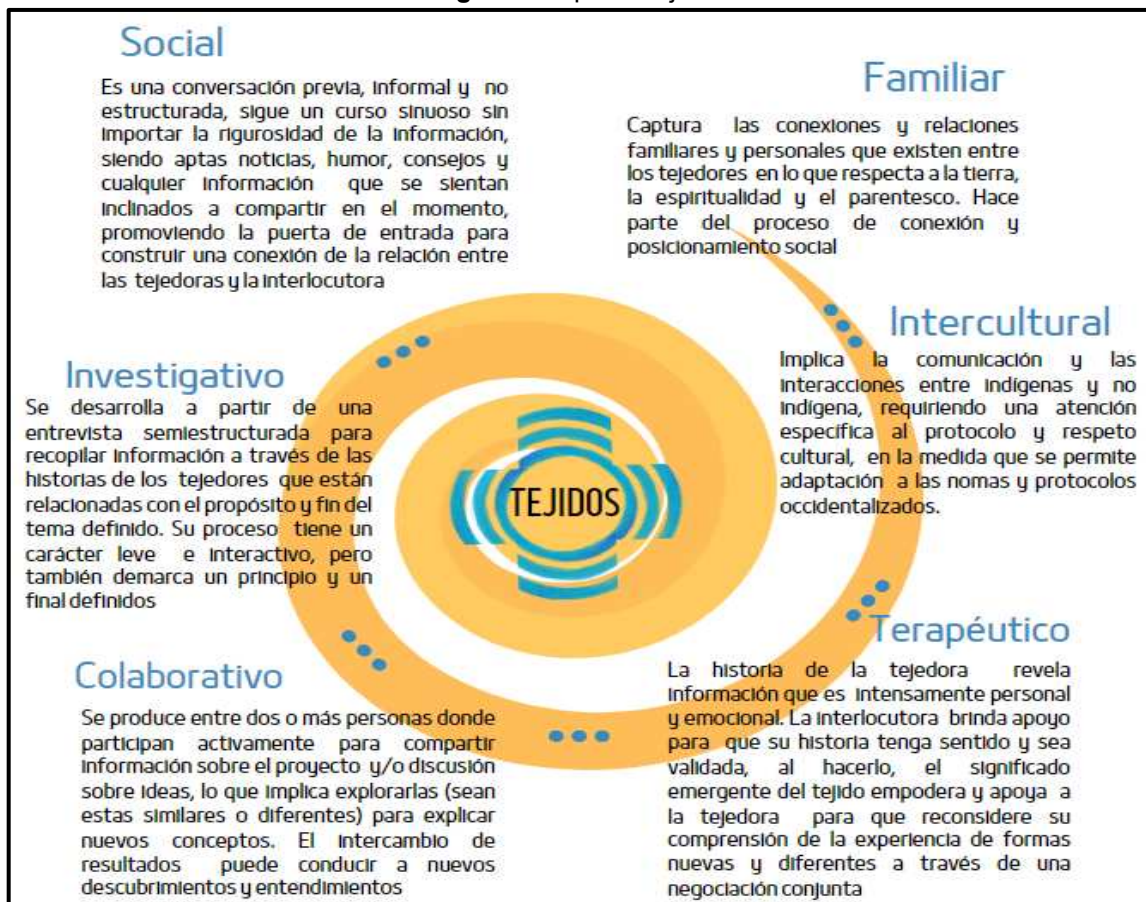 Social
Es una conversación previa, informal y no
estructurada, sigue un curso sinuoso sin
importar la rigurosidad de la información,
siendo aptas noticias, humor, consejos y
cualquier información que se sientan
inclinados a compartir en el momento,
promoviendo la puerta de entrada para
construir una conexión de la relación entre
las tejedoras y la interlocutora
Familiar
Captura las conexiones y relaciones
familiares y personales que existen entre
los tejedores en lo que respecta a la tierra,
la espiritualidad y el parentesco. Hace
parte del proceso de conexión y
posicionamiento social
Intercultural
Implica la comunicación y las
interacciones entre indígenas y no
indígena, requiriendo una atención
específica al protocolo y respeto
cultural, en la medida que se permite
adaptación a las nomas y protocolos
occidentalizados.
Investigativo
Se desarrolla a partir de una
entrevista semiestructurada para
recopilar información a través de las
historias de los tejedores que están
relacionadas con el propósito y fin del
tema definido. Su proceso tiene un
carácter leve e interactivo, pero
también demarca un principio y un
final definidos
TEJIDOS
Terapéutico
La historia de la tejedora revela
información que es intensamente personal
y emocional. La interlocutora brinda apoyo
para que su historia tenga sentido y sea
validada, al hacerlo, el significado
emergente del tejido empodera y apoya a
la tejedora para que reconsidere su
comprensión de la experiencia de formas
nuevas y diferentes a través de una
negociación conjunta
Colaborativo
Se produce entre dos o más personas donde
participan activamente para compartir
información sobre el proyecto y/o discusión
sobre ideas, lo que implica explorarlas (sean
estas similares o diferentes) para explicar
nuevos conceptos. El intercambio de
resultados puede conducir a nuevos
descubrimientos y entendimientos